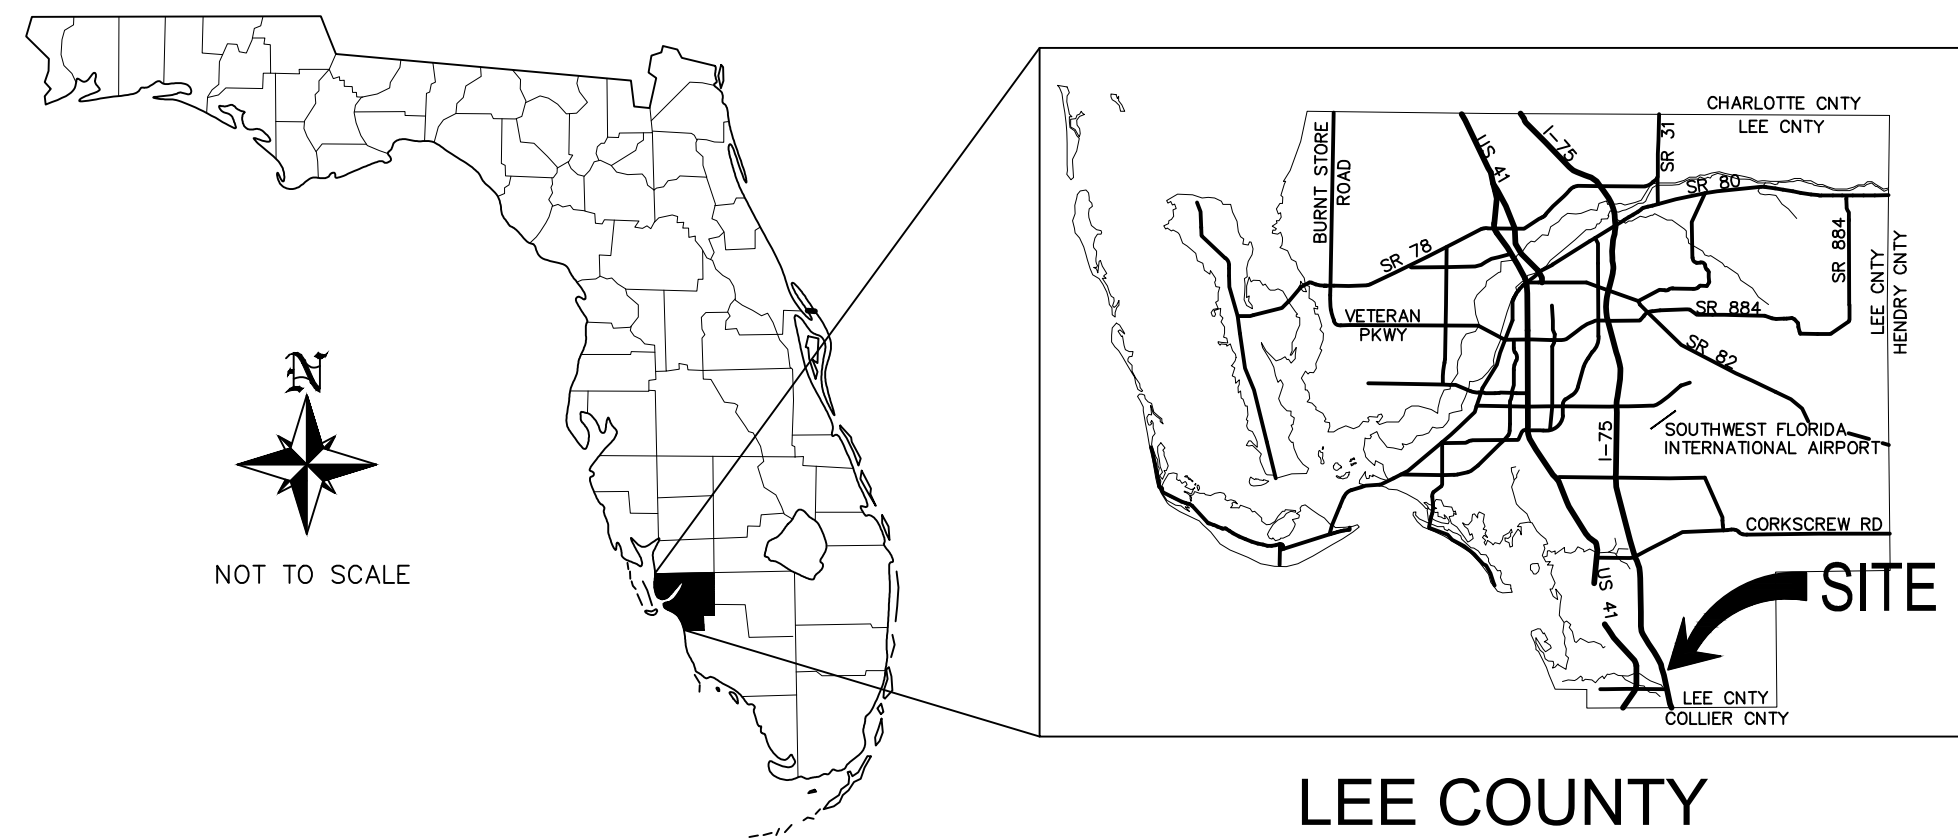 N
NOT TO SCALE
CHARLOTTE CNTY
LEE CNTY
BURNT STORE
ROAD
US 41
I-75
SR 31
SR 80
SR 78
SR 884
LEE CNTY
HENDRY CNTY
VETERAN
PKWY
SR 884
SR 82
I-75
SOUTHWEST FLORIDA
INTERNATIONAL AIRPORT
CORKSCREW RD
US 41
SITE
LEE CNTY
COLLIER CNTY
LEE COUNTY